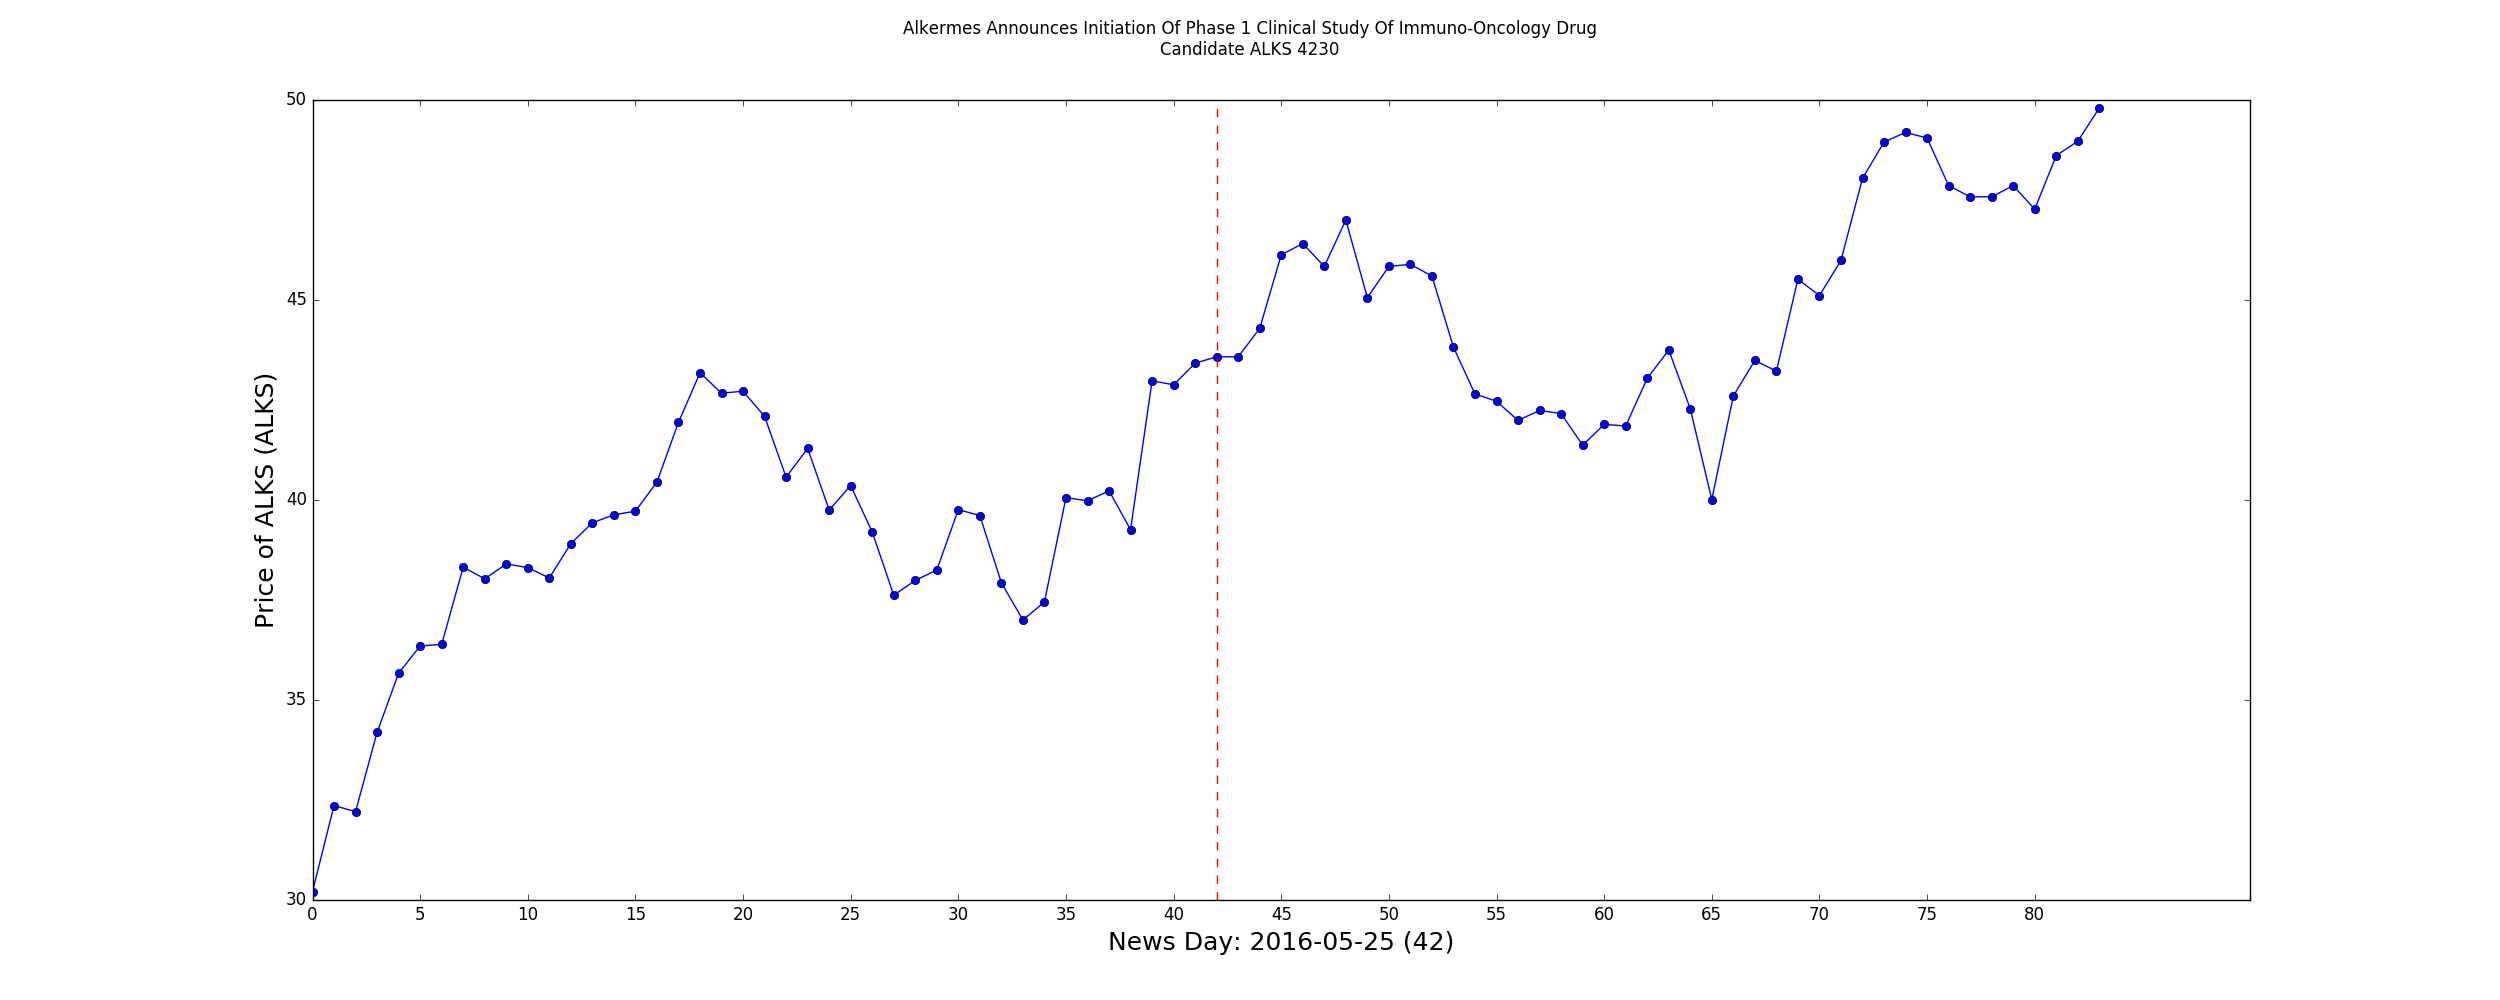 Alkermes Announces Initiation Of Phase 1 Clinical Study Of Immuno-Oncology Drug
Candidate ALKS 4230
50
45
40
35
30
Price of ALKS (ALKS)
0 5 10 15 20 25 30 35 40 45 50 55 60 65 70 75 80
News Day: 2016-05-25 (42)